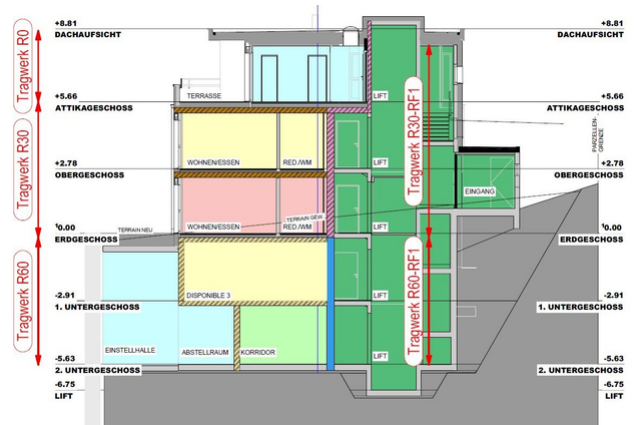 +8.81
DACHAUFSICHT
+8.81
DACHAUFSICHT
Tragwerk R0
TERRASSE
LIFT
+5.66
ATTIKAGESCHOSS
+5.66
ATTIKAGESCHOSS
Tragwerk R30
Tragwerk R30-RF1
PARZELLEN-
GRENZE
WOHNEN/ESSEN
RED./WM
LIFT
+2.78
OBERGESCHOSS
+2.78
OBERGESCHOSS
EINGANG
WOHNEN/ESSEN
TERRAIN GEW.
RED./WM
LIFT
TERRAIN NEU
±0.00
ERDGESCHOSS
±0.00
ERDGESCHOSS
Tragwerk R60
Tragwerk R60-RF1
DISPONIBLE 3
LIFT
-2.91
1. UNTERGESCHOSS
-2.91
1. UNTERGESCHOSS
EINSTELLHALLE
ABSTELLRAUM
KORRIDOR
LIFT
-5.63
2. UNTERGESCHOSS
-5.63
2. UNTERGESCHOSS
-6.75
LIFT
-6.75
LIFT